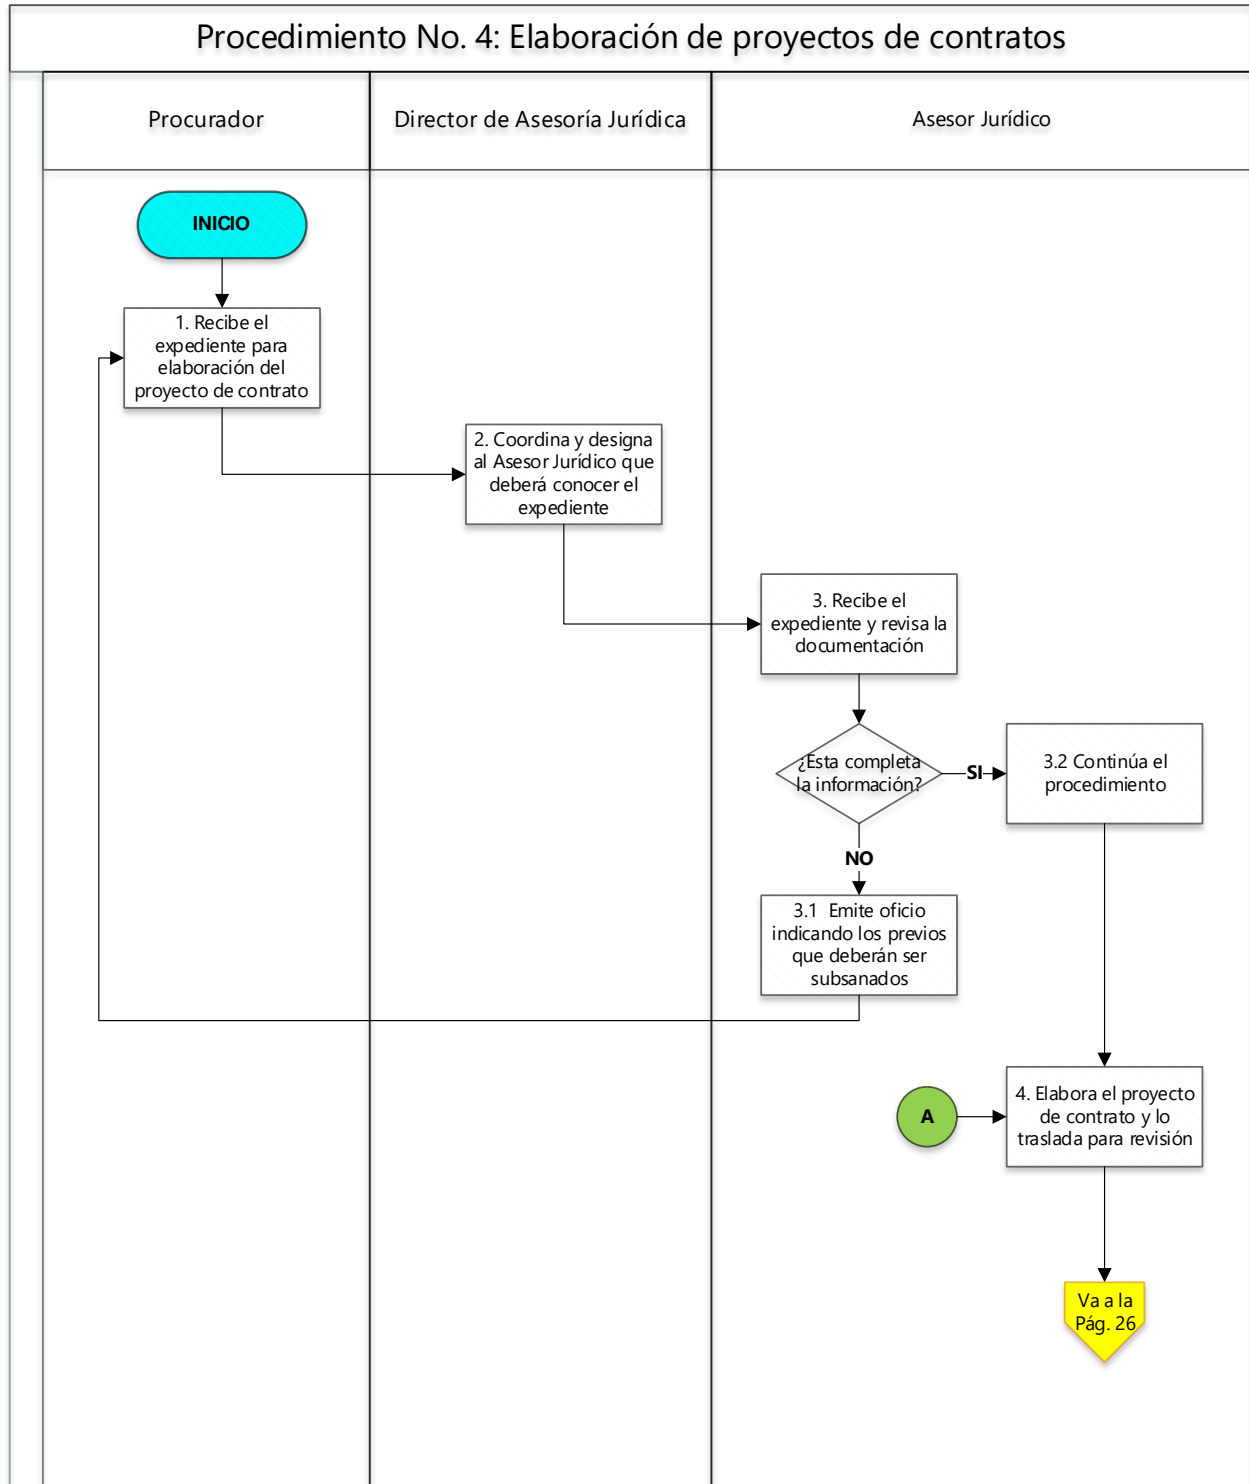 Procedimiento No. 4: Elaboración de proyectos de contratos
Procurador
Director de Asesoría Jurídica
Asesor Jurídico
INICIO
1. Recibe el
expediente para
elaboración del
proyecto de contrato
2. Coordina y designa
al Asesor Jurídico que
deberá conocer el
expediente
3. Recibe el
expediente y revisa la
documentación
¿Esta completa
la información?
SI
3.2 Continúa el
procedimiento
NO
3.1 Emite oficio
indicando los previos
que deberán ser
subsanados
A
4. Elabora el proyecto
de contrato y lo
traslada para revisión
Va a la
Pág. 26